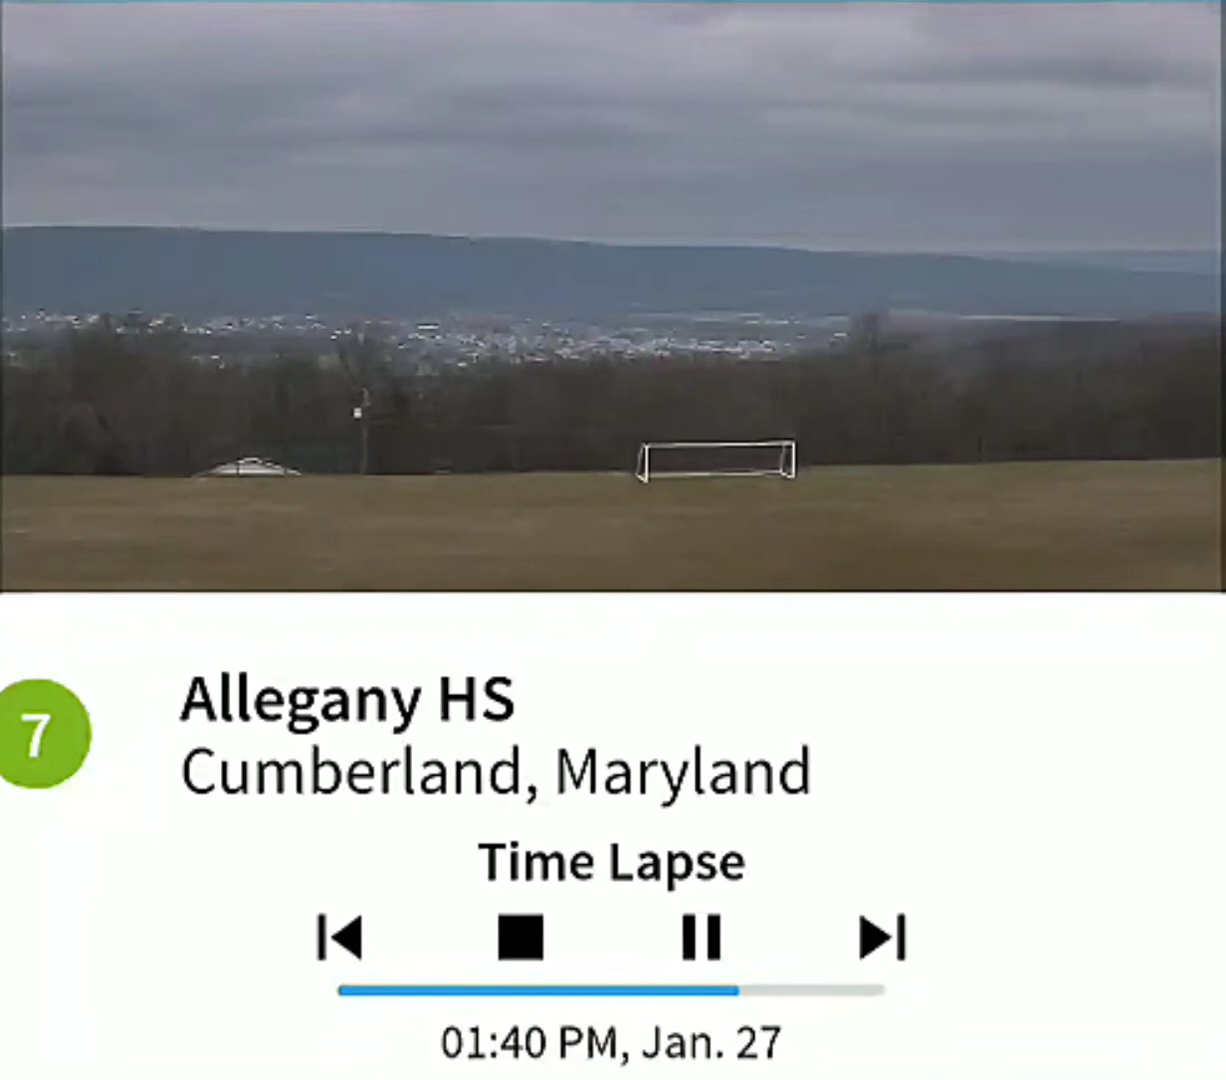 7
Allegany HS
Cumberland, Maryland
Time Lapse
01:40 PM, Jan. 27